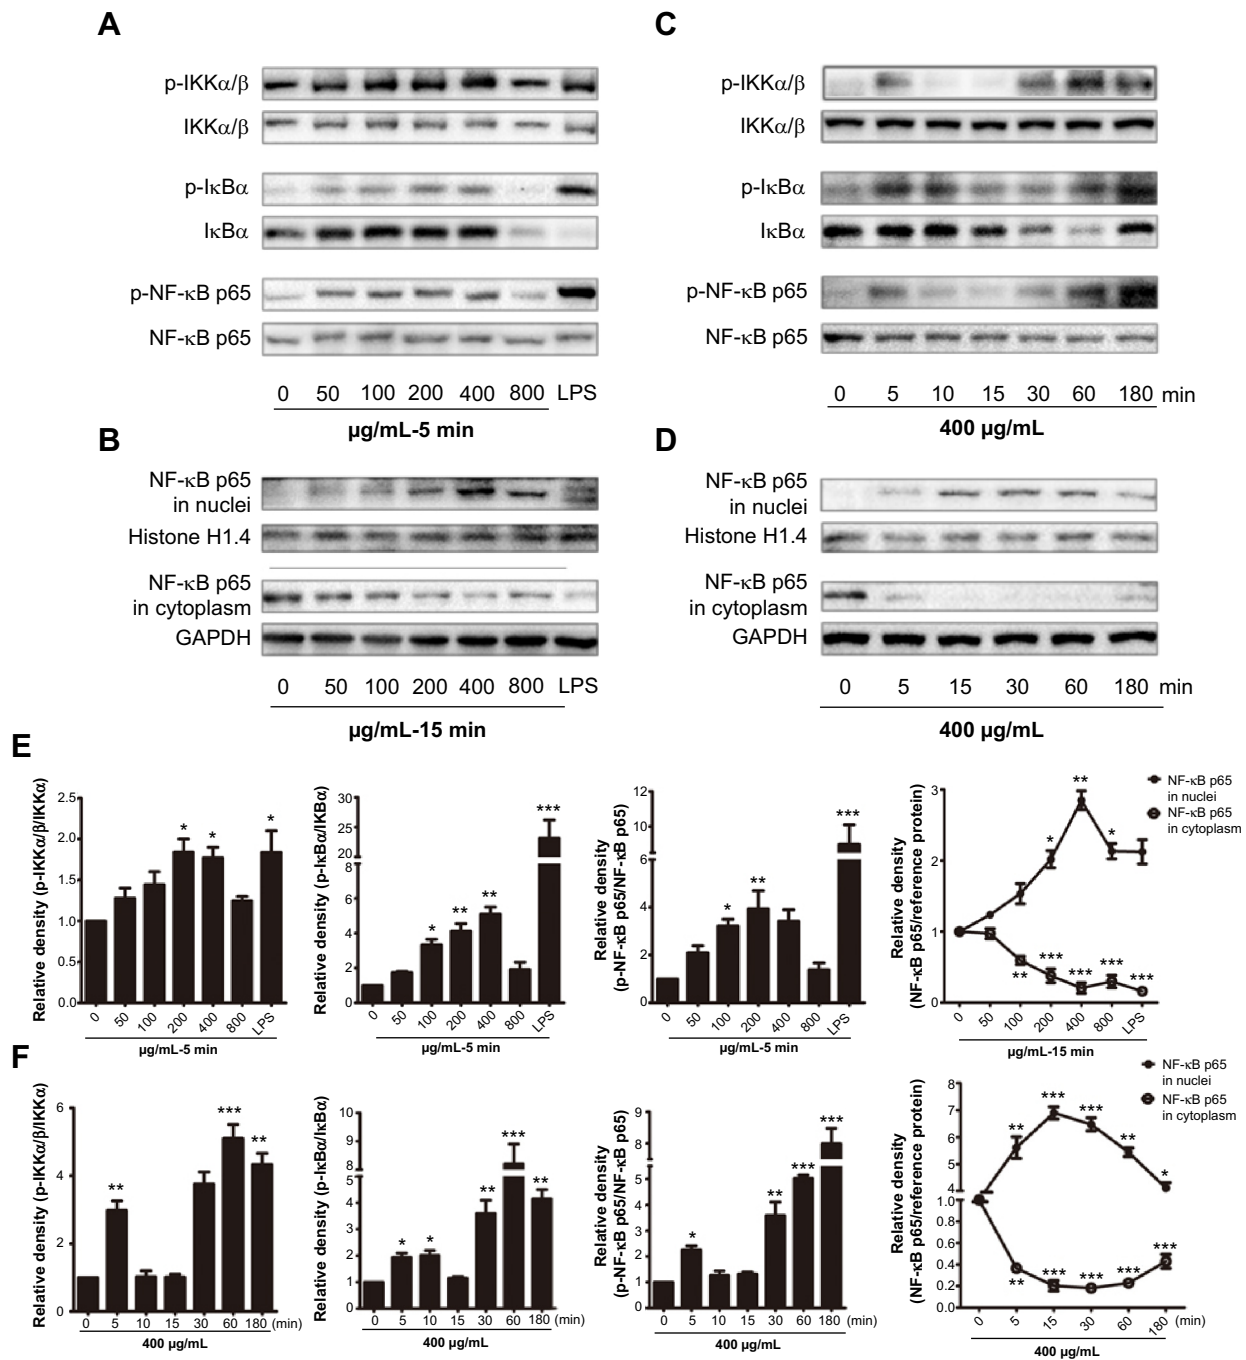 A
p-IKKα/β
IKKα/β
p-IκBα
IκBα
p-NF-κB p65
NF-κB p65
0 50 100 200 400 800 LPS
µg/mL-5 min
C
p-IKKα/β
IKKα/β
p-IκBα
IκBα
p-NF-κB p65
NF-κB p65
0 5 10 15 30 60 180 min
400 µg/mL
B
NF-κB p65
in nuclei
Histone H1.4
NF-κB p65
in cytoplasm
GAPDH
0 50 100 200 400 800 LPS
µg/mL-15 min
D
NF-κB p65
in nuclei
Histone H1.4
NF-κB p65
in cytoplasm
GAPDH
0 5 15 30 60 180 min
400 µg/mL
E
Relative density (p-IKKα/β/IKKα)
2.5
2.0
1.5
1.0
0.5
0.0
* * *
0 50 100 200 400 800 LPS
µg/mL-5 min
Relative density (p-IκBα/IKBα)
30
25
20
8
6
4
2
0
* ** ** ***
0 50 100 200 400 800 LPS
µg/mL-5 min
Relative density
(p-NF-κB p65/NF-κB p65)
12
10
8
6
4
2
0
* ** ***
0 50 100 200 400 800 LPS
µg/mL-5 min
Relative density
(NF-κB p65/reference protein)
3
2
1
0
* ** *
** *** *** *** ***
0 50 100 200 400 800 LPS
µg/mL-15 min
NF-κB p65
in nuclei
NF-κB p65
in cytoplasm
F
Relative density (p-IKKα/β/IKKα)
6
4
2
0
** *** **
0 5 10 15 30 60 180 (min)
400 µg/mL
Relative density (p-IκBα/IκBα)
10
9
8
5
4
3
2
1
0
* * ** *** **
0 5 10 15 30 60 180 (min)
400 µg/mL
Relative density
(p-NF-κB p65/NF-κB p65)
9
8
7
6
5
4
3
2
1
0
* ** *** ***
0 5 10 15 30 60 180 (min)
400 µg/mL
Relative density
(NF-κB p65/reference protein)
8
7
6
5
4
1.0
0.8
0.6
0.4
0.2
0.0
** *** *** ** *
** *** *** *** ***
0 5 15 30 60 180 (min)
400 µg/mL
NF-κB p65
in nuclei
NF-κB p65
in cytoplasm